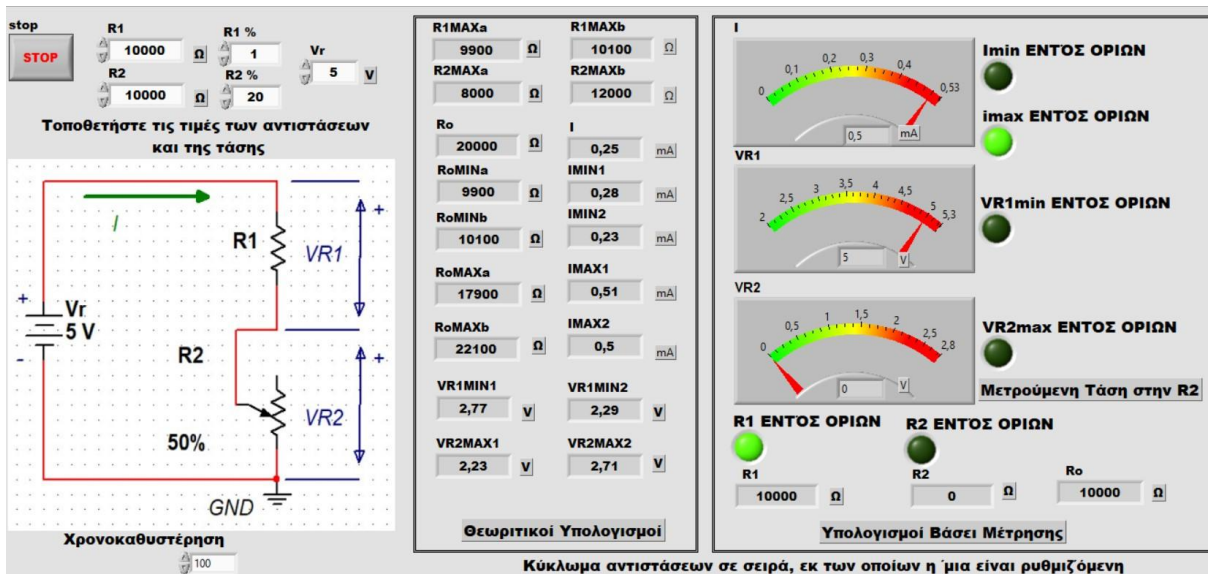 stop
STOP
R1
10000
Ω
R1 %
1
R2
10000
Ω
R2 %
20
Vr
5
V
Τοποθετήστε τις τιμές των αντιστάσεων
και της τάσης
I
+
Vr
5 V
-
R1
VR1
+
R2
50%
VR2
+
GND
Χρονοκαθυστέρηση
100
R1MAXa
9900
Ω
R1MAXb
10100
Ω
R2MAXa
8000
Ω
R2MAXb
12000
Ω
Ro
20000
Ω
I
0,25
mA
RoMINa
9900
Ω
IMIN1
0,28
mA
RoMINb
10100
Ω
IMIN2
0,23
mA
RoMAXa
17900
Ω
IMAX1
0,51
mA
RoMAXb
22100
Ω
IMAX2
0,5
mA
VR1MIN1
2,77
V
VR1MIN2
2,29
V
VR2MAX1
2,23
V
VR2MAX2
2,71
V
Θεωριτικοί Υπολογισμοί
I
0
0,1
0,2
0,3
0,4
0,53
0,5
mA
Imin ΕΝΤΌΣ ΟΡΙΩΝ
imax ΕΝΤΌΣ ΟΡΙΩΝ
VR1
2
2,5
3
3,5
4
4,5
5
5,3
5
V
VR1min ΕΝΤΌΣ ΟΡΙΩΝ
VR2
0
0,5
1
1,5
2
2,5
2,8
0
V
VR2max ΕΝΤΟΣ ΟΡΙΩΝ
Μετρούμενη Τάση στην R2
R1 ΕΝΤΌΣ ΟΡΙΩΝ
R2 ΕΝΤΌΣ ΟΡΙΩΝ
R1
10000
Ω
R2
0
Ω
Ro
10000
Ω
Υπολογισμοί Βάσει Μέτρησης
Κύκλωμα αντιστάσεων σε σειρά, εκ των οποίων η ΄μια είναι ρυθμιζ΄όμενη